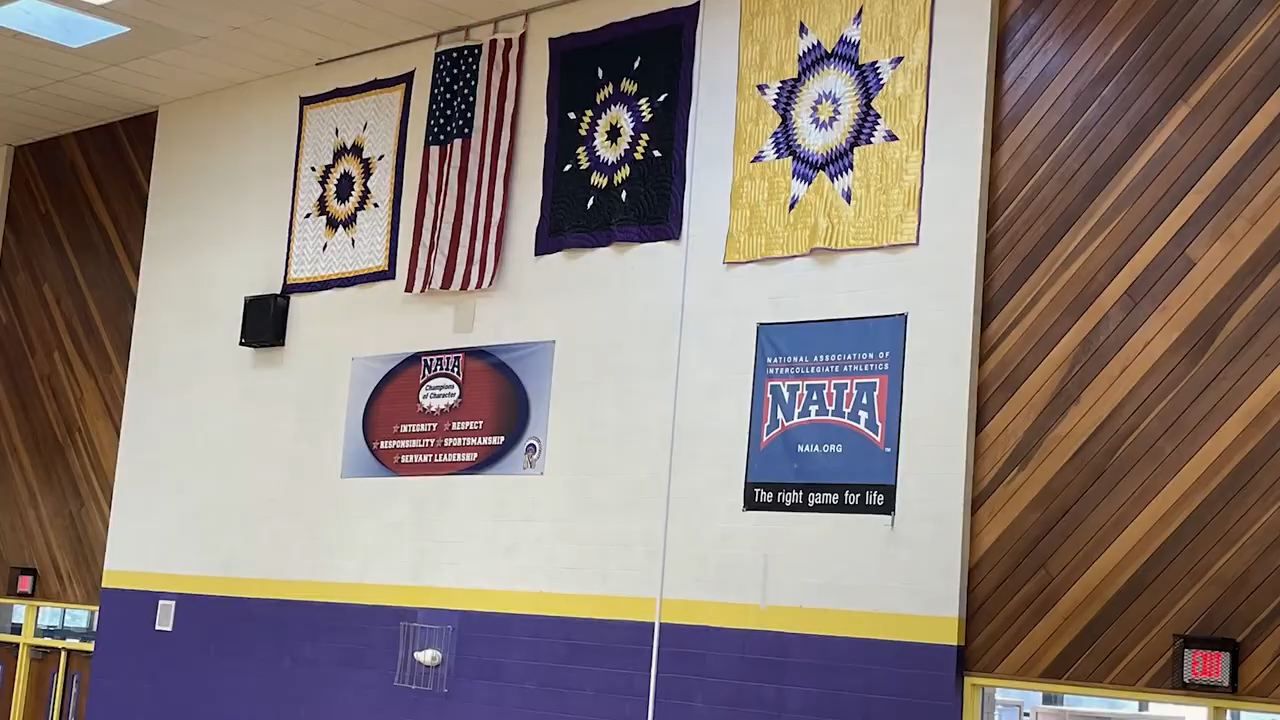 NAIA
Champions
of Character
INTEGRITY RESPECT
RESPONSIBILITY SPORTSMANSHIP
SERVANT LEADERSHIP
NATIONAL ASSOCIATION OF
INTERCOLLEGIATE ATHLETICS
NAIA
TM
NAIA.ORG
The right game for life